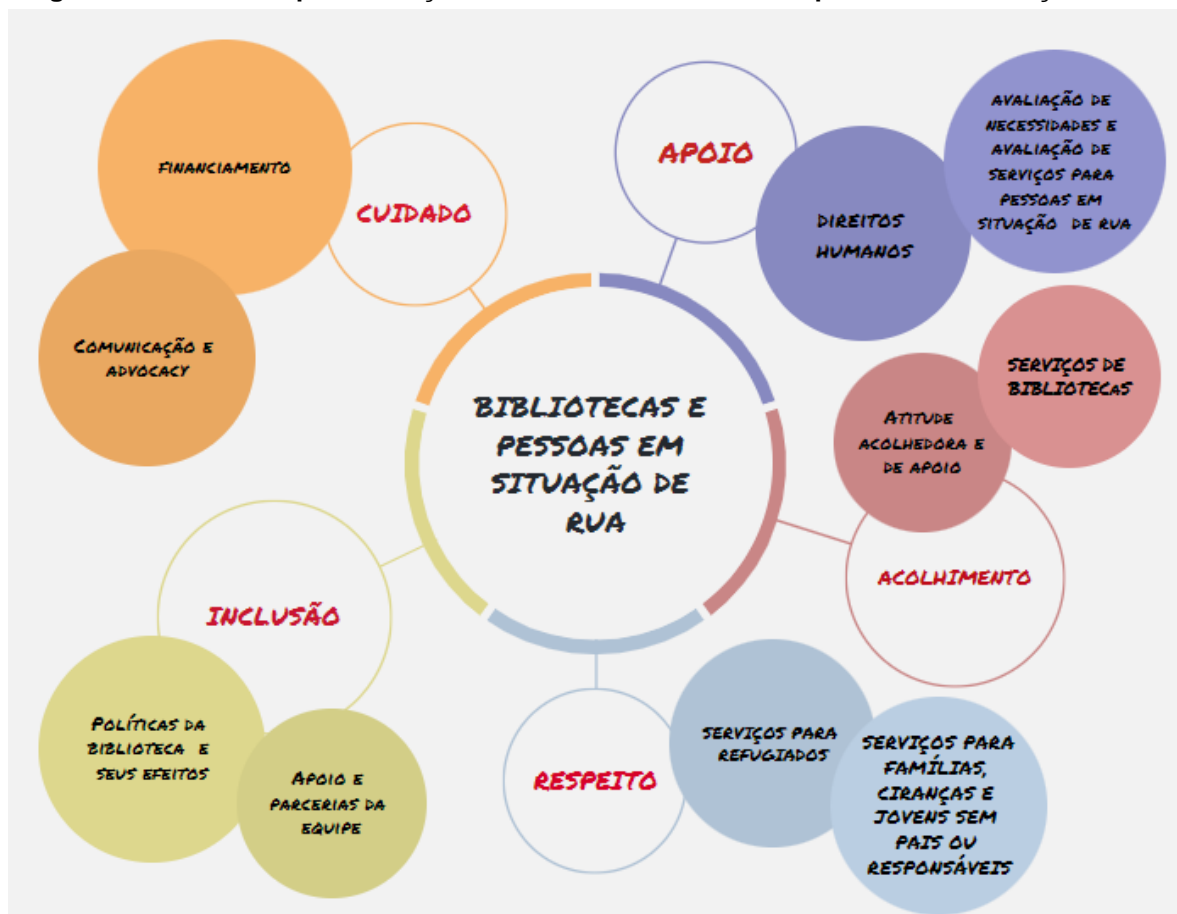 FINANCIAMENTO
CUIDADO
COMUNICAÇÃO E
ADVOCACY
APOIO
DIREITOS
HUMANOS
AVALIAÇÃO DE
NECESSIDADES E
AVALIAÇÃO DE
SERVIÇOS PARA
PESSOAS EM
SITUAÇÃO DE RUA
SERVIÇOS DE
BIBLIOTECAS
ATITUDE
ACOLHEDORA E
DE APOIO
ACOLHIMENTO
BIBLIOTECAS E
PESSOAS EM
SITUAÇÃO DE
RUA
INCLUSÃO
POLÍTICAS DA
BIBLIOTECA E
SEUS EFEITOS
APOIO E
PARCERIAS DA
EQUIPE
RESPEITO
SERVIÇOS PARA
REFUGIADOS
SERVIÇOS PARA
FAMÍLIAS,
CIRANÇAS E
JOVENS SEM
PAIS OU
RESPONSÁVEIS